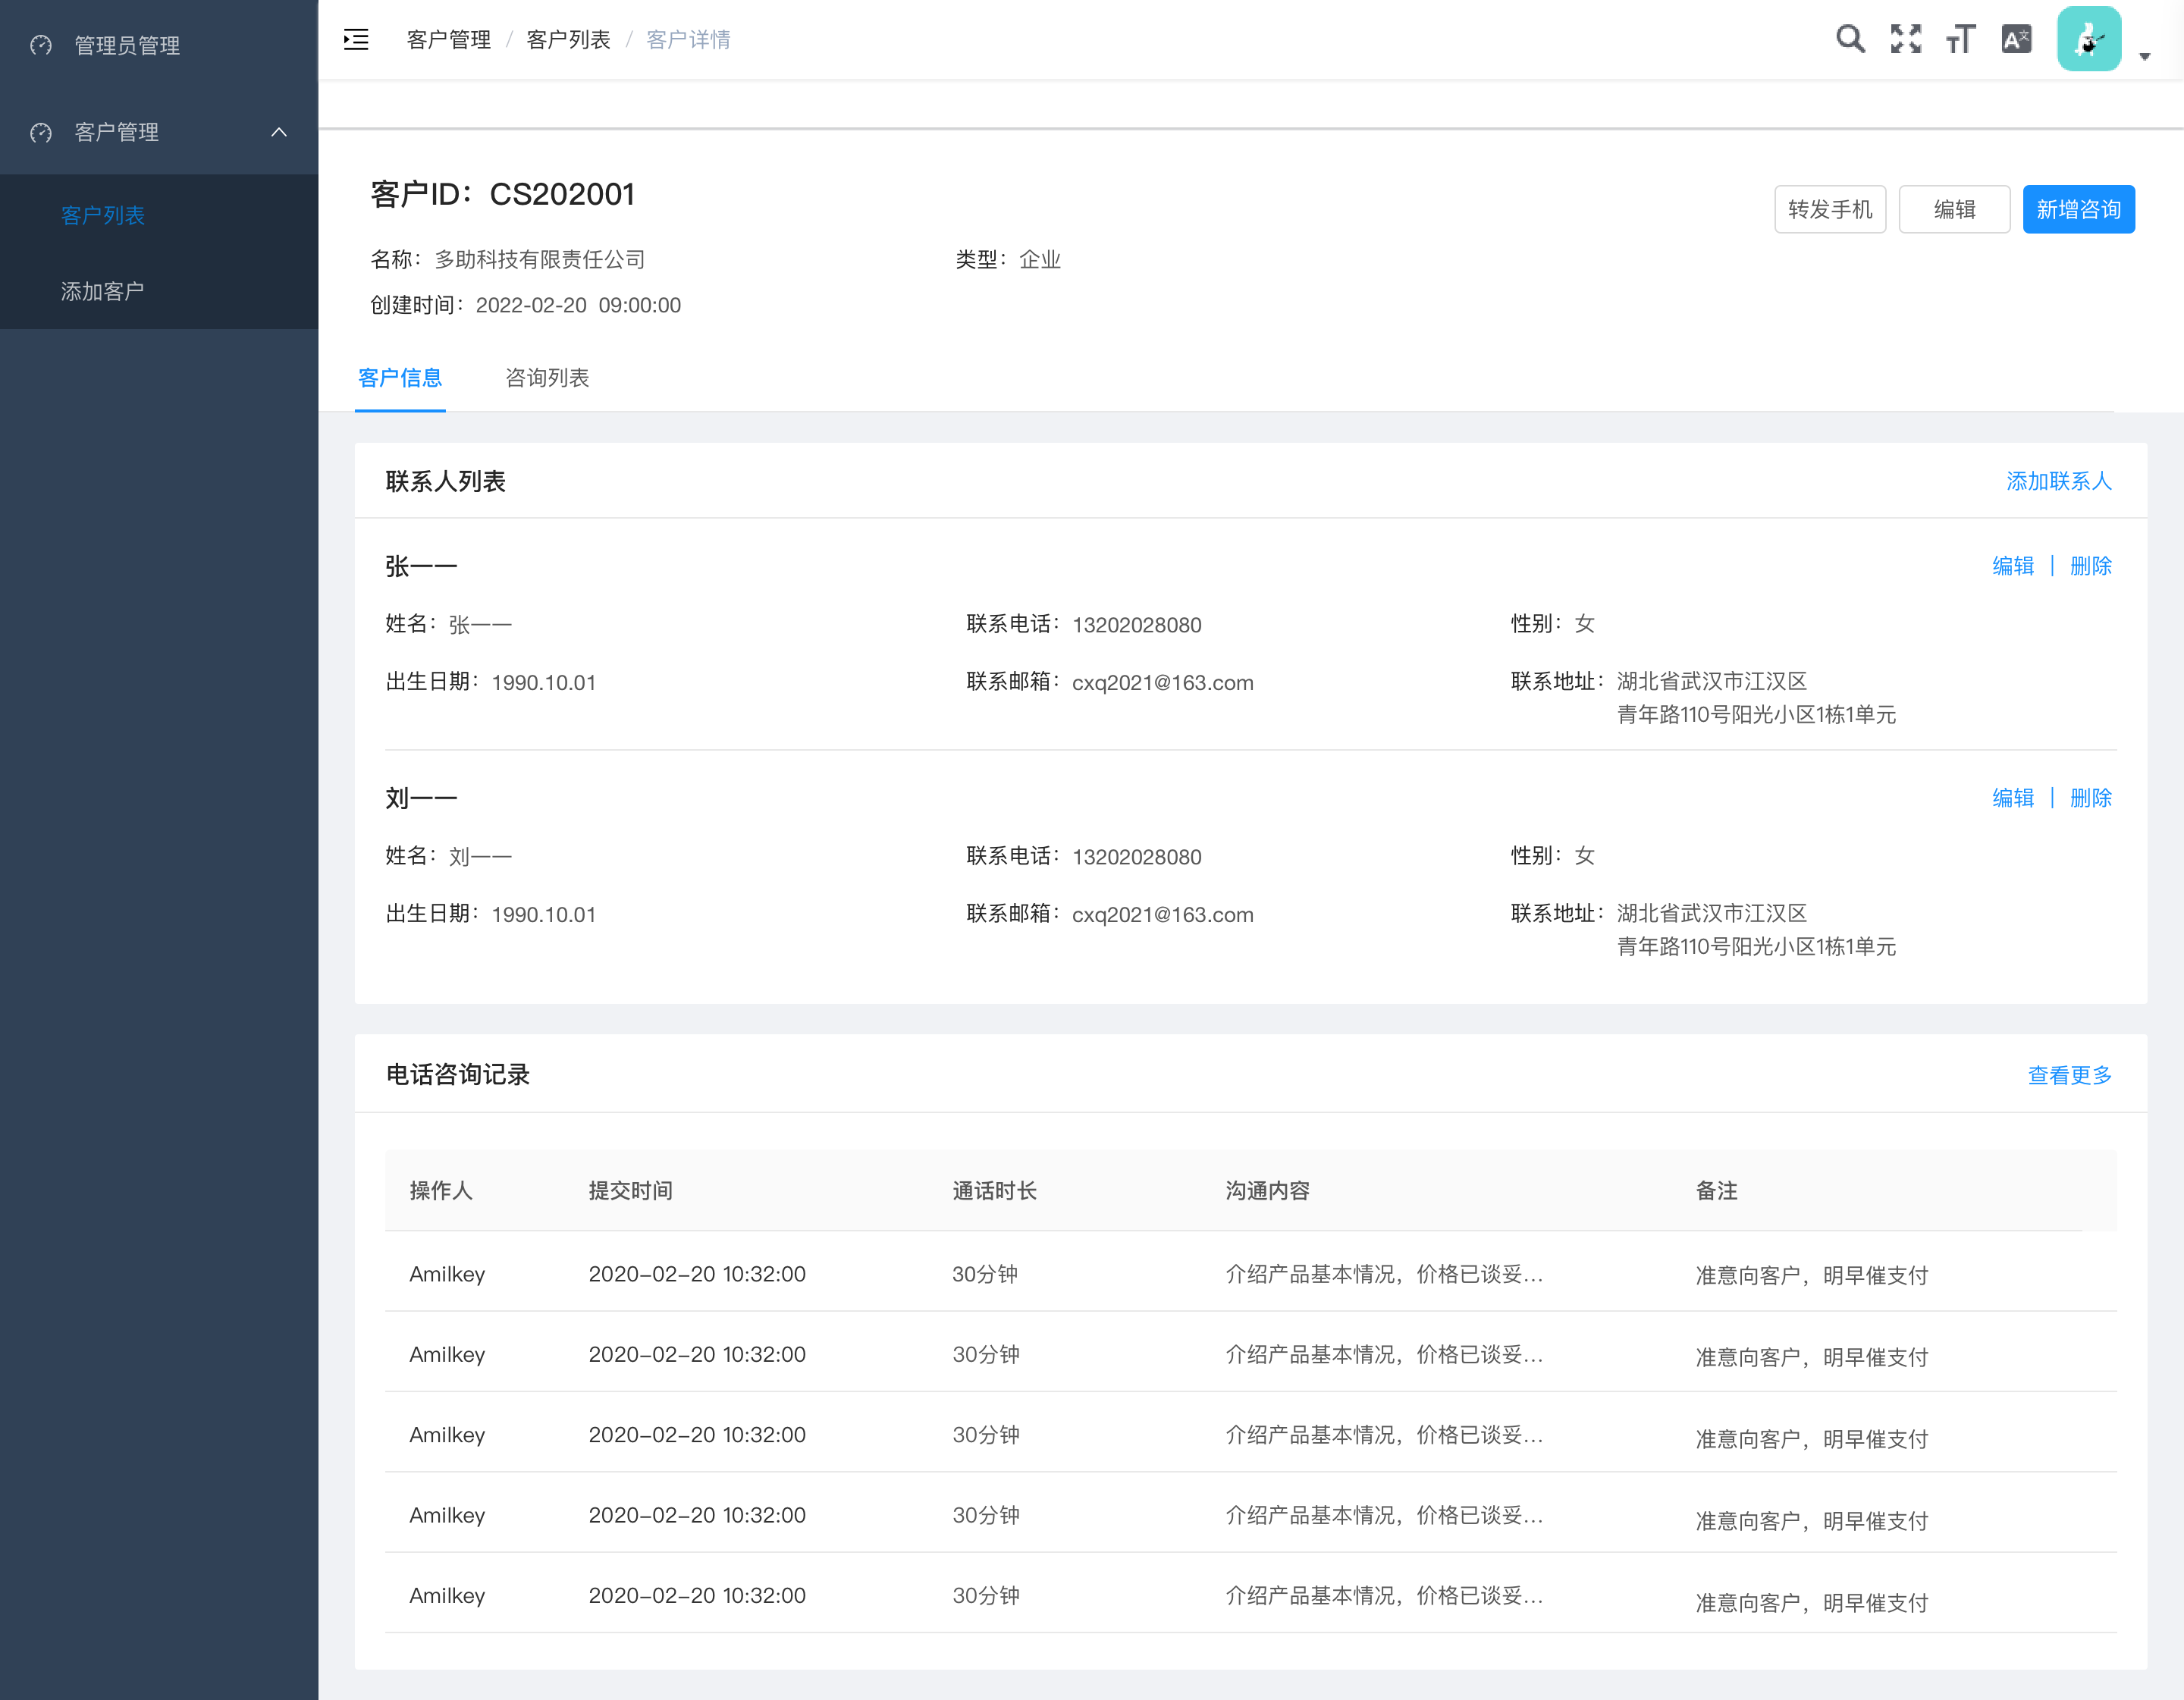 管理员管理
客户管理
客户列表
添加客户
客户管理 / 客户列表 / 客户详情
客户ID：CS202001
转发手机 编辑 新增咨询
名称：多助科技有限责任公司 类型：企业
创建时间：2022-02-20 09:00:00
客户信息 咨询列表
联系人列表 添加联系人
张一一 编辑 | 删除
姓名：张一一 联系电话：13202028080 性别：女
出生日期：1990.10.01 联系邮箱：cxq2021@163.com 联系地址：湖北省武汉市江汉区
青年路110号阳光小区1栋1单元
刘一一 编辑 | 删除
姓名：刘一一 联系电话：13202028080 性别：女
出生日期：1990.10.01 联系邮箱：cxq2021@163.com 联系地址：湖北省武汉市江汉区
青年路110号阳光小区1栋1单元
电话咨询记录 查看更多
操作人 提交时间 通话时长 沟通内容 备注
Amilkey 2020-02-20 10:32:00 30分钟 介绍产品基本情况，价格已谈妥... 准意向客户，明早催支付
Amilkey 2020-02-20 10:32:00 30分钟 介绍产品基本情况，价格已谈妥... 准意向客户，明早催支付
Amilkey 2020-02-20 10:32:00 30分钟 介绍产品基本情况，价格已谈妥... 准意向客户，明早催支付
Amilkey 2020-02-20 10:32:00 30分钟 介绍产品基本情况，价格已谈妥... 准意向客户，明早催支付
Amilkey 2020-02-20 10:32:00 30分钟 介绍产品基本情况，价格已谈妥... 准意向客户，明早催支付